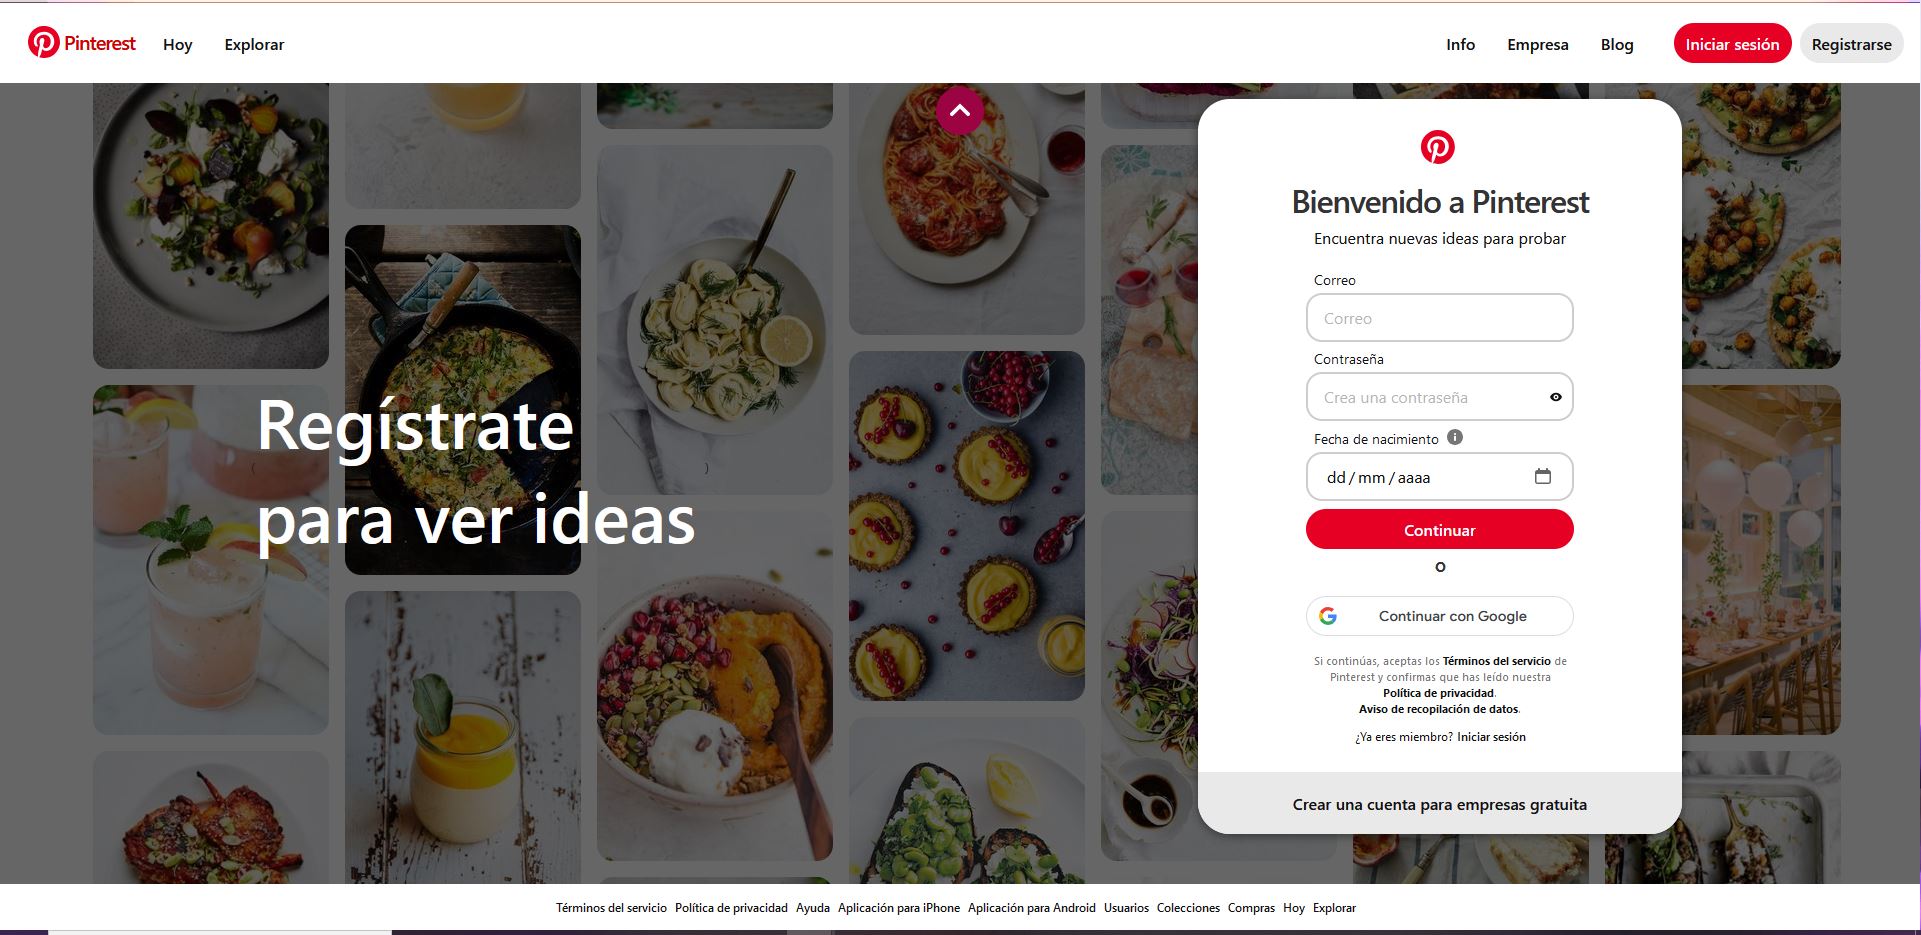 Pinterest
Hoy
Explorar
Info
Empresa
Blog
Iniciar sesión
Registrarse
Regístrate
para ver ideas
Bienvenido a Pinterest
Encuentra nuevas ideas para probar
Correo
Correo
Contraseña
Crea una contraseña
Fecha de nacimiento
dd/mm/aaaa
Continuar
O
Continuar con Google
Si continúas, aceptas los Términos del servicio de
Pinterest y confirmas que has leído nuestra
Política de privacidad.
Aviso de recopilación de datos.
¿Ya eres miembro? Iniciar sesión
Crear una cuenta para empresas gratuita
Términos del servicio Política de privacidad Ayuda Aplicación para iPhone Aplicación para Android Usuarios Colecciones Compras Hoy Explorar